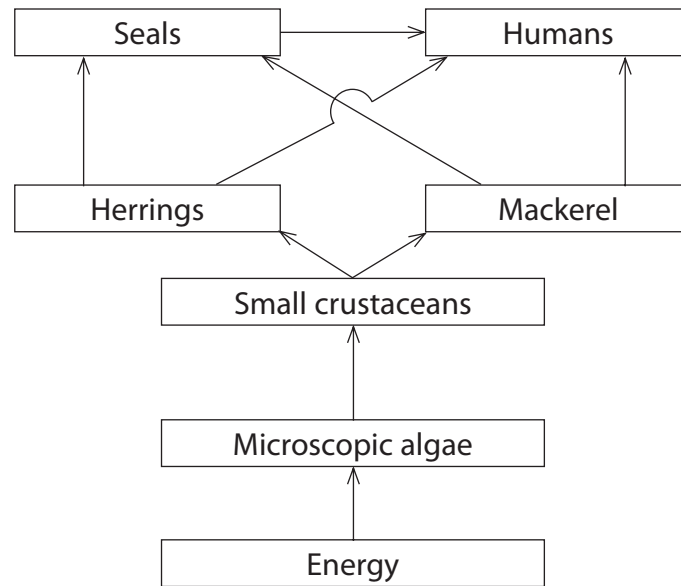 Seals
Humans
Herrings
Mackerel
Small crustaceans
Microscopic algae
Energy